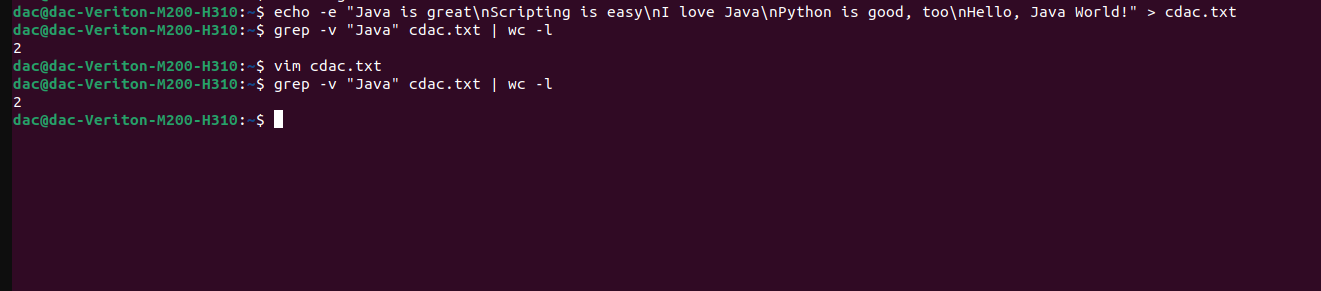 dac@dac-Veriton-M200-H310:~$ echo -e "Java is great\nScripting is easy\nI love Java\nPython is good, too\nHello, Java World!" > cdac.txt
dac@dac-Veriton-M200-H310:~$ grep -v "Java" cdac.txt | wc -l
2
dac@dac-Veriton-M200-H310:~$ vim cdac.txt
dac@dac-Veriton-M200-H310:~$ grep -v "Java" cdac.txt | wc -l
2
dac@dac-Veriton-M200-H310:~$